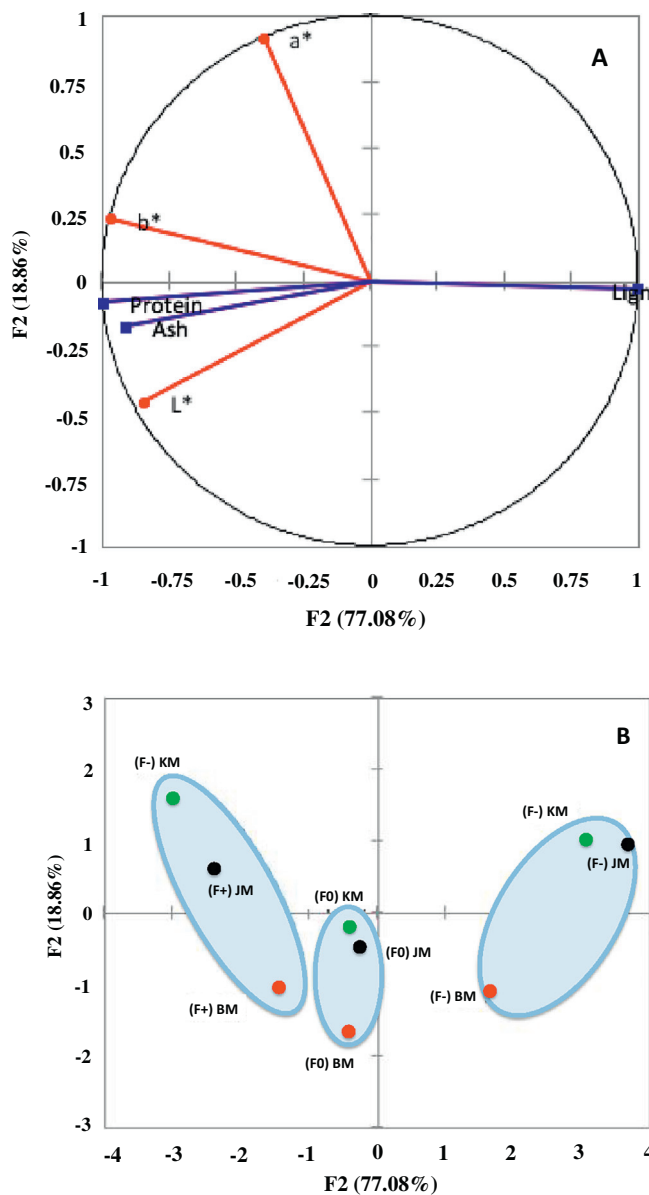 1
a*
A
0.75
0.5
0.25
b*
0
Protein
Lign
Ash
-0.25
L*
-0.5
-0.75
-1
F2 (18.86%)
-1 -0.75 -0.5 -0.25 0 0.25 0.5 0.75 1
F2 (77.08%)
3
B
2
(F-) KM
(F-) KM
1
(F-) JM
(F+) JM
(F0) KM
0
(F0) JM
-1
(F+) BM
(F-) BM
(F0) BM
-2
-3
F2 (18.86%)
-4 -3 -2 -1 0 1 2 3 4
F2 (77.08%)